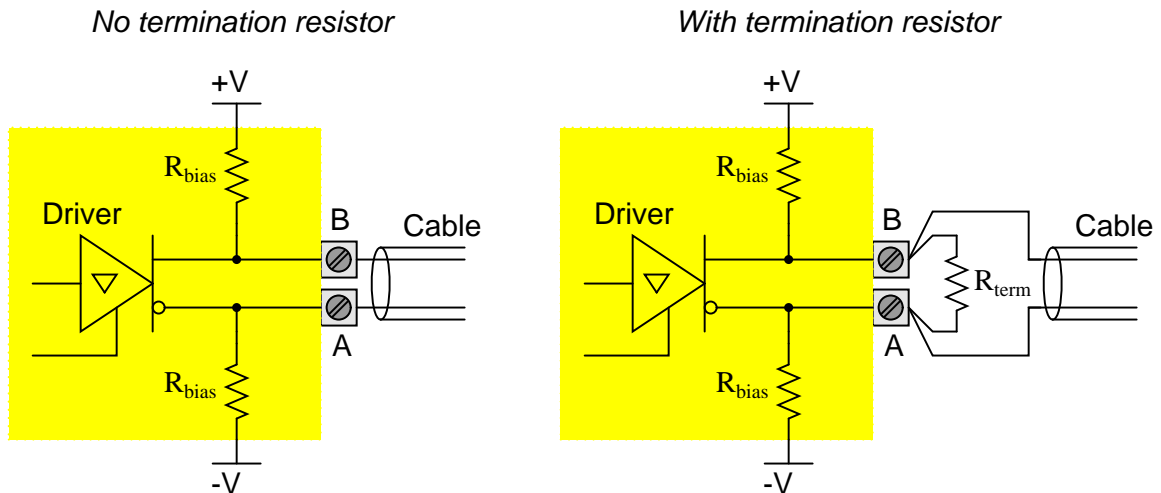 No termination resistor
+V
R_bias
Driver
B
Cable
A
R_bias
-V
With termination resistor
+V
R_bias
Driver
B
Cable
R_term
A
R_bias
-V